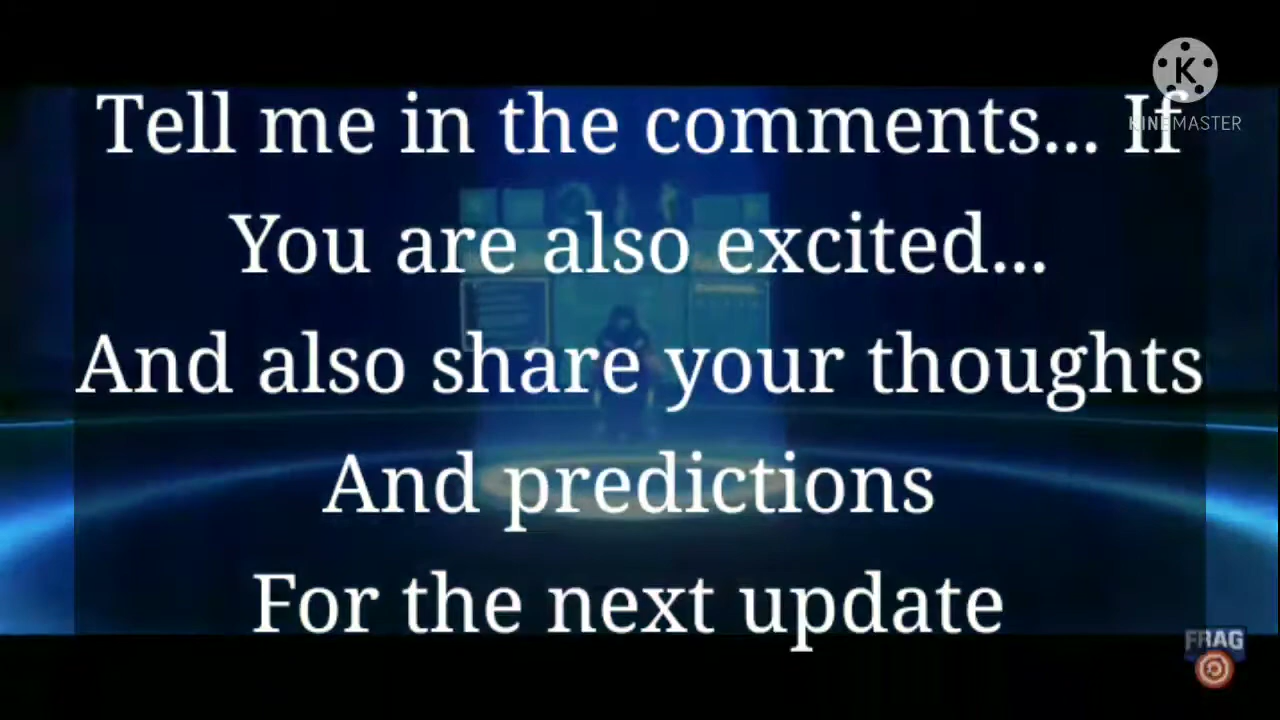 K
KINEMASTER
Tell me in the comments... If
You are also excited...
And also share your thoughts
And predictions
For the next update
FRAG